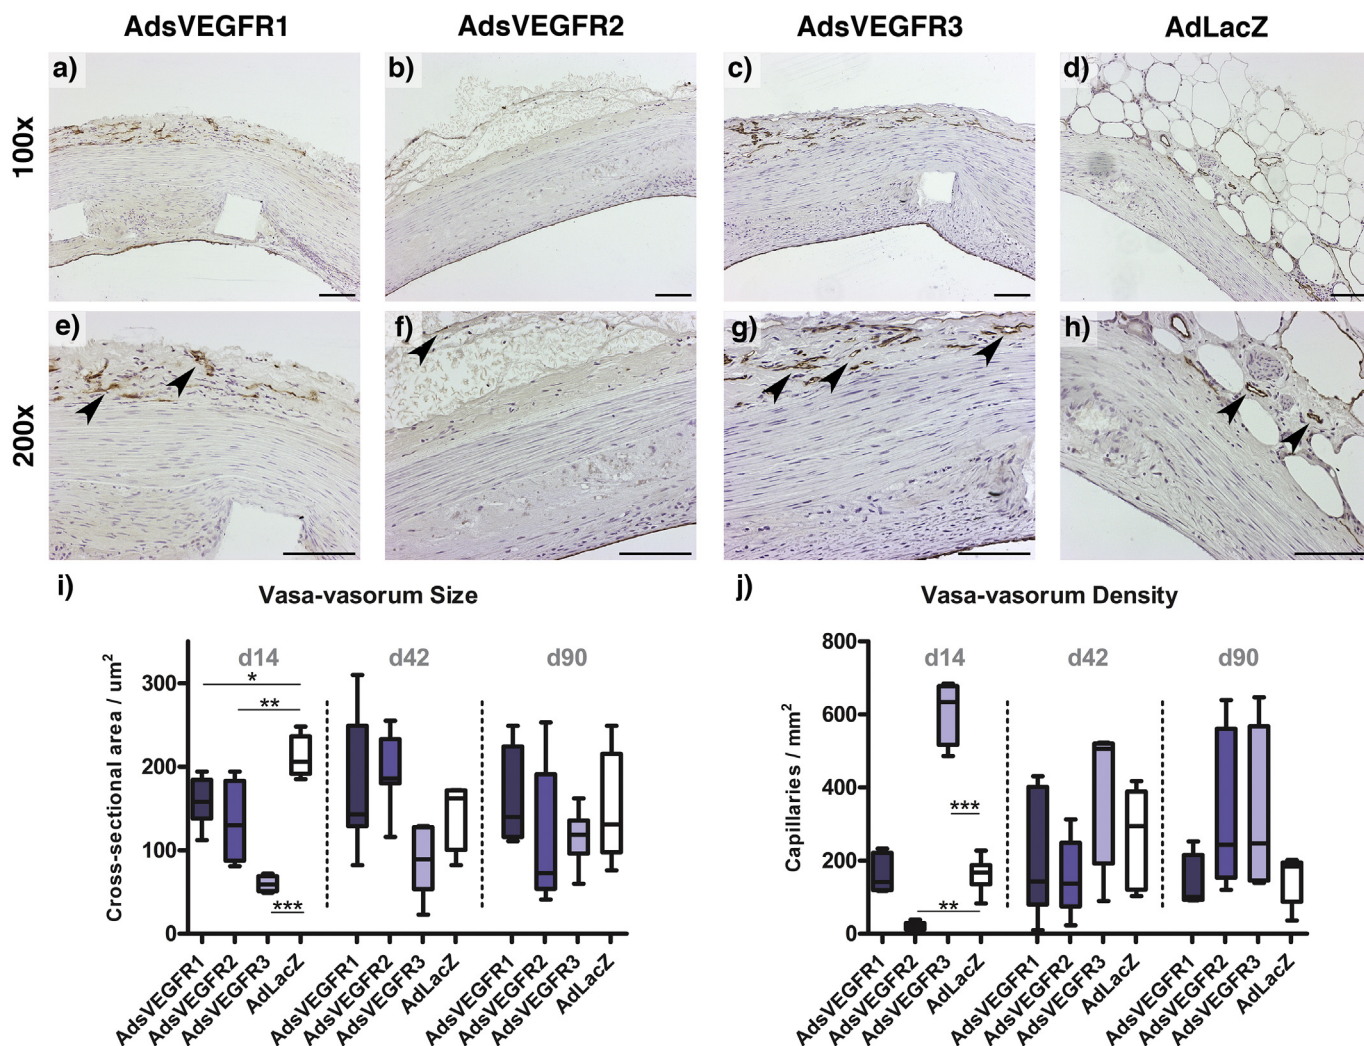 AdsVEGFR1 AdsVEGFR2 AdsVEGFR3 AdLacZ
100x
a) b) c) d)
200x
e) f) g) h)
i) Vasa-vasorum Size
Cross-sectional area / um²
300
200
100
0
d14 d42 d90
*
**
***
AdsVEGFR1 AdsVEGFR2 AdsVEGFR3 AdLacZ AdsVEGFR1 AdsVEGFR2 AdsVEGFR3 AdLacZ AdsVEGFR1 AdsVEGFR2 AdsVEGFR3 AdLacZ
j) Vasa-vasorum Density
Capillaries / mm²
800
600
400
200
0
d14 d42 d90
***
**
AdsVEGFR1 AdsVEGFR2 AdsVEGFR3 AdLacZ AdsVEGFR1 AdsVEGFR2 AdsVEGFR3 AdLacZ AdsVEGFR1 AdsVEGFR2 AdsVEGFR3 AdLacZ